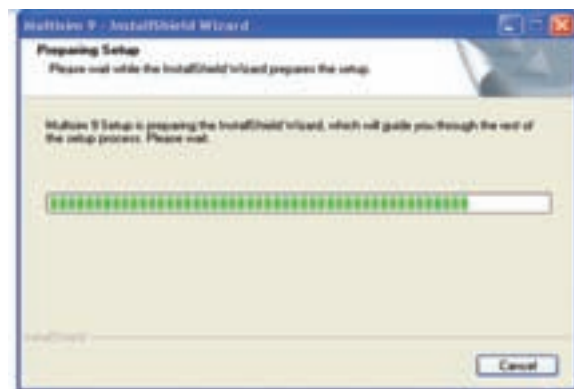 Multisim 9 - InstallShield Wizard
Preparing Setup
Please wait while the InstallShield Wizard prepares the setup.
Multisim 9 Setup is preparing the InstallShield Wizard, which will guide you through the rest of
the setup process. Please wait.
InstallShield
Cancel